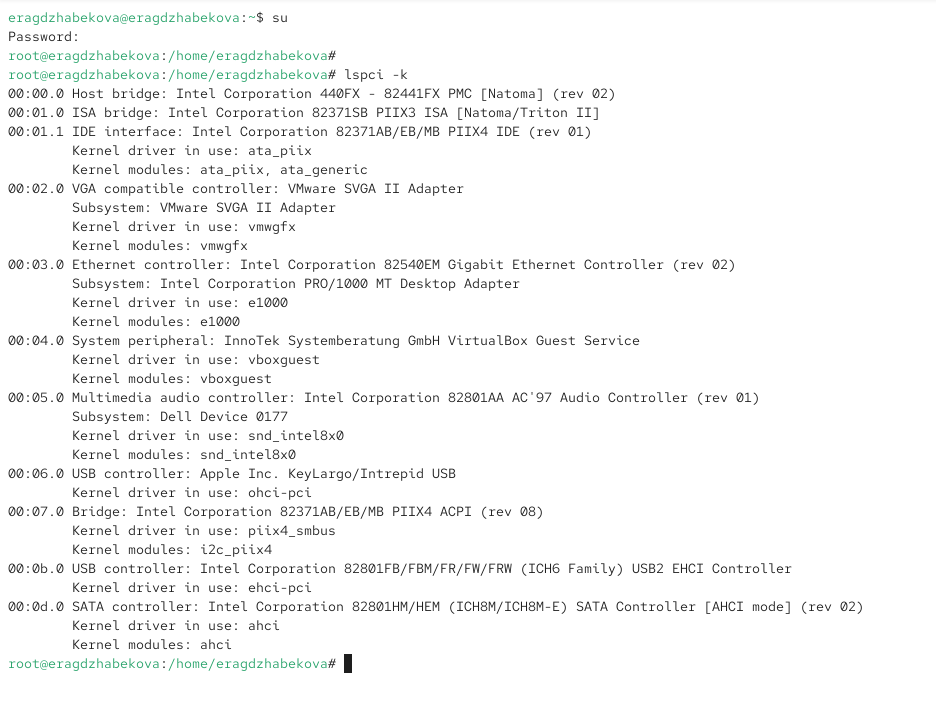 eragdzhabekova@eragdzhabekova:~$ su
Password:
root@eragdzhabekova:/home/eragdzhabekova#
root@eragdzhabekova:/home/eragdzhabekova# lspci -k
00:00.0 Host bridge: Intel Corporation 440FX - 82441FX PMC [Natoma] (rev 02)
00:01.0 ISA bridge: Intel Corporation 82371SB PIIX3 ISA [Natoma/Triton II]
00:01.1 IDE interface: Intel Corporation 82371AB/EB/MB PIIX4 IDE (rev 01)
        Kernel driver in use: ata_piix
        Kernel modules: ata_piix, ata_generic
00:02.0 VGA compatible controller: VMware SVGA II Adapter
        Subsystem: VMware SVGA II Adapter
        Kernel driver in use: vmwgfx
        Kernel modules: vmwgfx
00:03.0 Ethernet controller: Intel Corporation 82540EM Gigabit Ethernet Controller (rev 02)
        Subsystem: Intel Corporation PRO/1000 MT Desktop Adapter
        Kernel driver in use: e1000
        Kernel modules: e1000
00:04.0 System peripheral: InnoTek Systemberatung GmbH VirtualBox Guest Service
        Kernel driver in use: vboxguest
        Kernel modules: vboxguest
00:05.0 Multimedia audio controller: Intel Corporation 82801AA AC'97 Audio Controller (rev 01)
        Subsystem: Dell Device 0177
        Kernel driver in use: snd_intel8x0
        Kernel modules: snd_intel8x0
00:06.0 USB controller: Apple Inc. KeyLargo/Intrepid USB
        Kernel driver in use: ohci-pci
00:07.0 Bridge: Intel Corporation 82371AB/EB/MB PIIX4 ACPI (rev 08)
        Kernel driver in use: piix4_smbus
        Kernel modules: i2c_piix4
00:0b.0 USB controller: Intel Corporation 82801FB/FBM/FR/FW/FRW (ICH6 Family) USB2 EHCI Controller
        Kernel driver in use: ehci-pci
00:0d.0 SATA controller: Intel Corporation 82801HM/HEM (ICH8M/ICH8M-E) SATA Controller [AHCI mode] (rev 02)
        Kernel driver in use: ahci
        Kernel modules: ahci
root@eragdzhabekova:/home/eragdzhabekova#